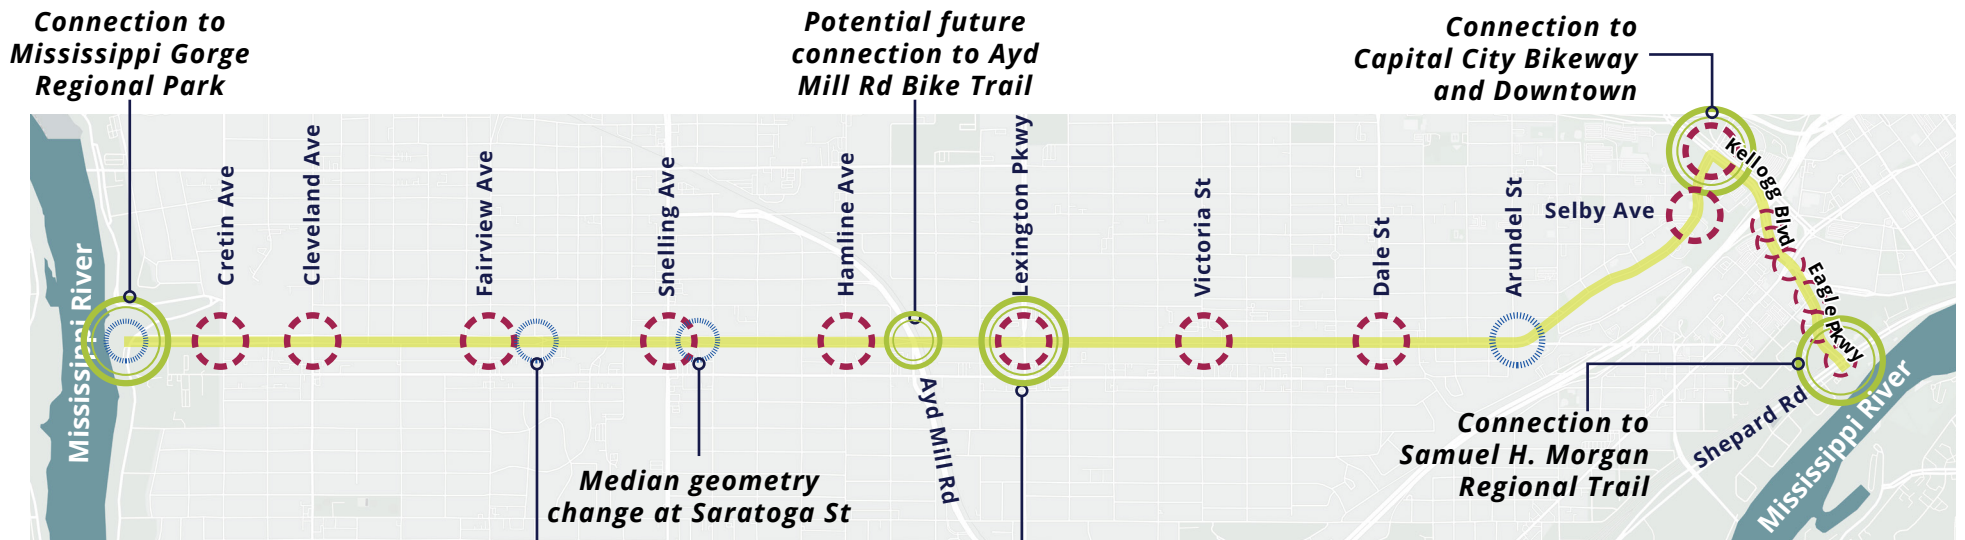 Connection to
Mississippi Gorge
Regional Park
Potential future
connection to Ayd
Mill Rd Bike Trail
Connection to
Capital City Bikeway
and Downtown
Mississippi River
Cretin Ave
Cleveland Ave
Fairview Ave
Snelling Ave
Hamline Ave
Lexington Pkwy
Victoria St
Dale St
Arundel St
Selby Ave
Kellogg Blvd
Eagle Pkwy
Ayd Mill Rd
Median geometry
change at Saratoga St
Connection to
Samuel H. Morgan
Regional Trail
Shepard Rd
Mississippi River